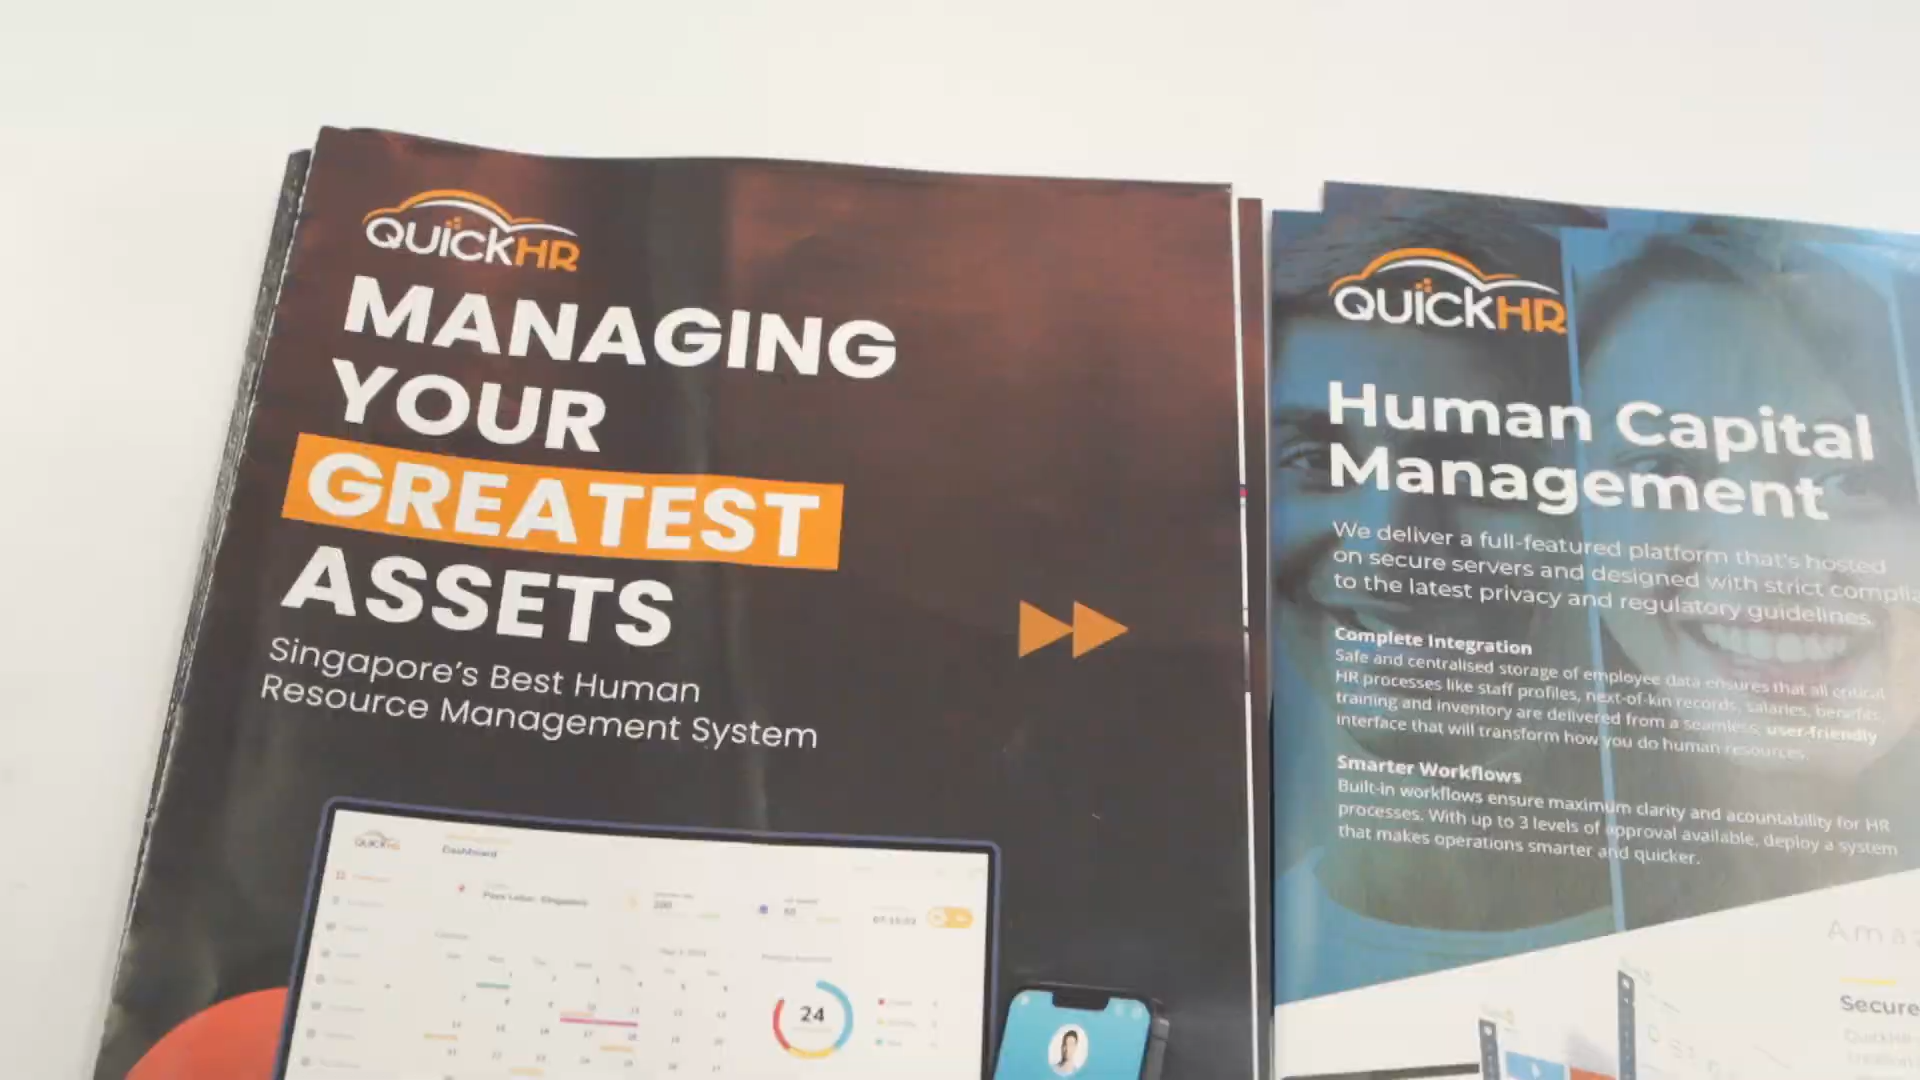 QUICKHR
MANAGING
YOUR
GREATEST
ASSETS
Singapore's Best Human
Resource Management System
QUICKHR
Dashboard
24
QUICKHR
Human Capital
Management
We deliver a full-featured platform that's hosted
on secure servers and designed with strict complia
to the latest privacy and regulatory guidelines.
Complete Integration
Safe and centralised storage of employee data ensures that all critical
HR processes like staff profiles, next-of-kin records, salaries, benefits,
training and inventory are delivered from a seamless, user-friendly
interface that will transform how you do human resources.
Smarter Workflows
Built-in workflows ensure maximum clarity and acountability for HR
processes. With up to 3 levels of approval available, deploy a system
that makes operations smarter and quicker.
Amaz
Secure